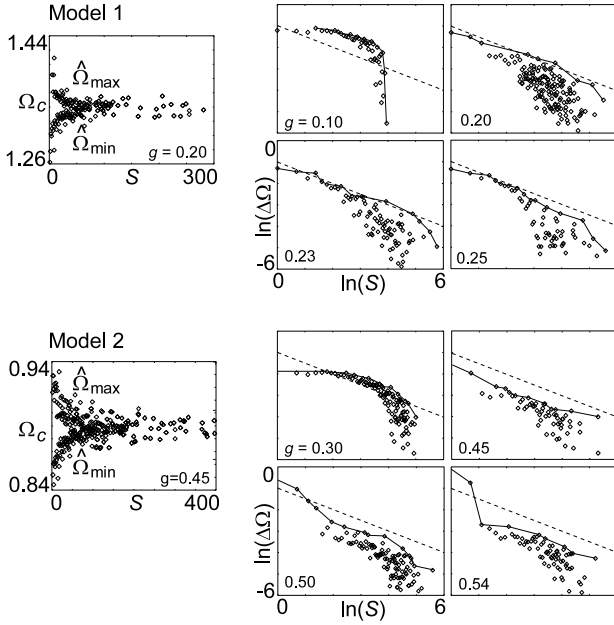 Model 1
1.44
Ω̂max
Ωc
Ω̂min
1.26
g = 0.20
0 S 300
g = 0.10
0.20
0
ln(ΔΩ)
-6
0.23
0.25
0 ln(S) 6
Model 2
0.94
Ω̂max
Ωc
Ω̂min
0.84
g=0.45
0 S 400
g = 0.30
0.45
0
ln(ΔΩ)
-6
0.50
0.54
0 ln(S) 6